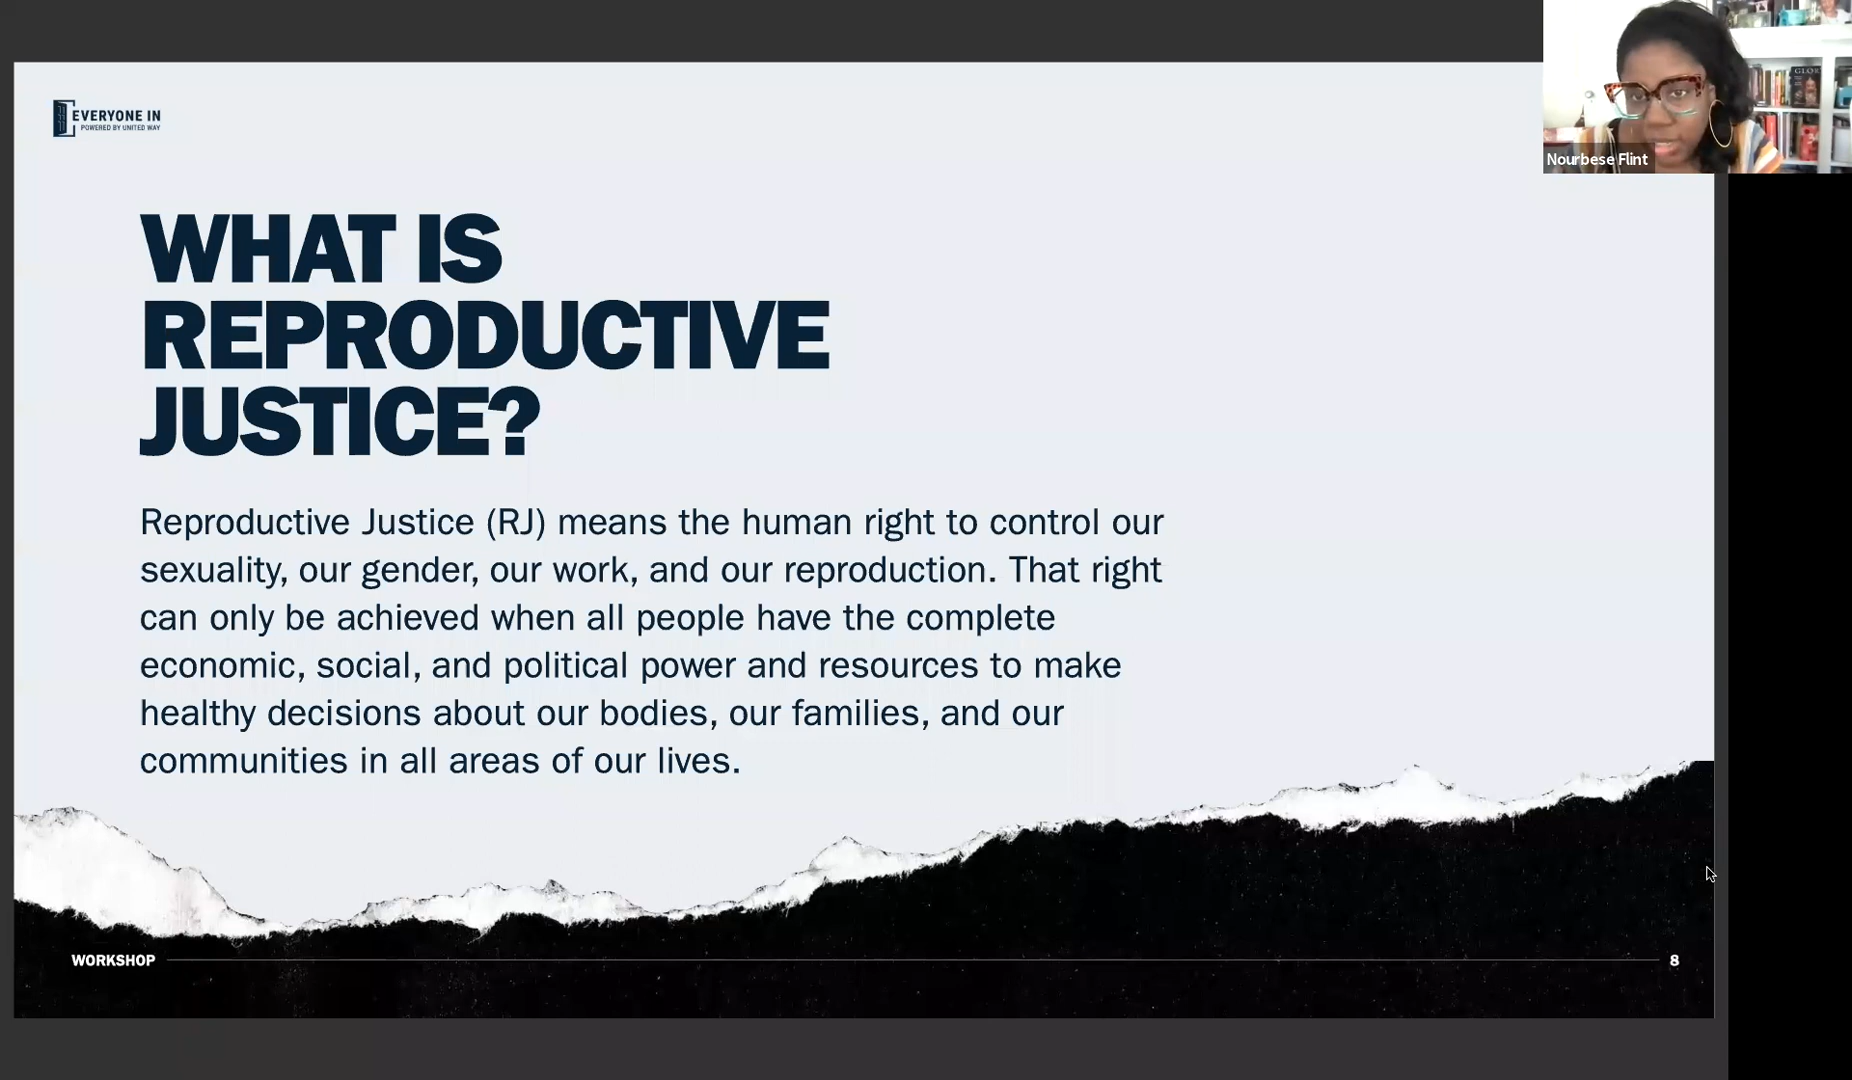 EVERYONE IN
POWERED BY UNITED WAY
WHAT IS
REPRODUCTIVE
JUSTICE?
Reproductive Justice (RJ) means the human right to control our
sexuality, our gender, our work, and our reproduction. That right
can only be achieved when all people have the complete
economic, social, and political power and resources to make
healthy decisions about our bodies, our families, and our
communities in all areas of our lives.
WORKSHOP
8
Nourbese Flint